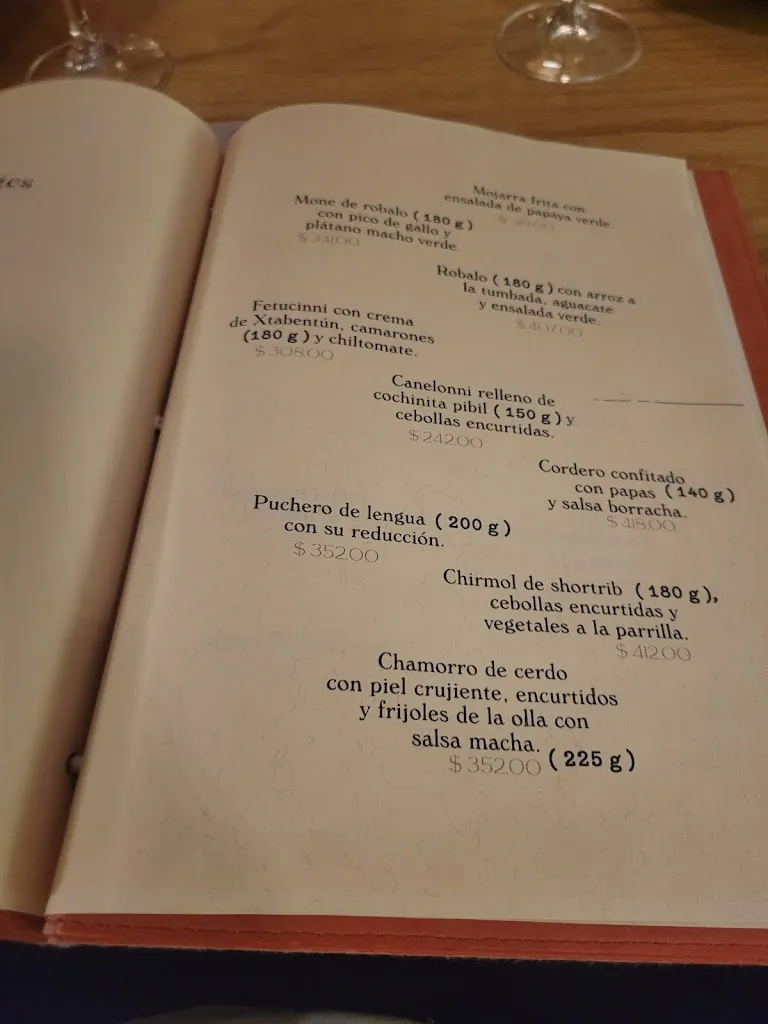 Mojarra frita con
ensalada de papaya verde.
Mone de robalo (180 g)
con pico de gallo y
plátano macho verde.
$341.00
Robalo (180 g) con arroz a
la tumbada, aguacate
y ensalada verde.
$407.00
Fetucinni con crema
de Xtabentún, camarones
(180 g) y chiltomate.
$308.00
Canelonni relleno de
cochinita pibil (150 g) y
cebollas encurtidas.
$242.00
Cordero confitado
con papas (140 g)
y salsa borracha.
$418.00
Puchero de lengua (200 g)
con su reducción.
$352.00
Chirmol de shortrib (180 g),
cebollas encurtidas y
vegetales a la parrilla.
$412.00
Chamorro de cerdo
con piel crujiente, encurtidos
y frijoles de la olla con
salsa macha. (225 g)
$352.00